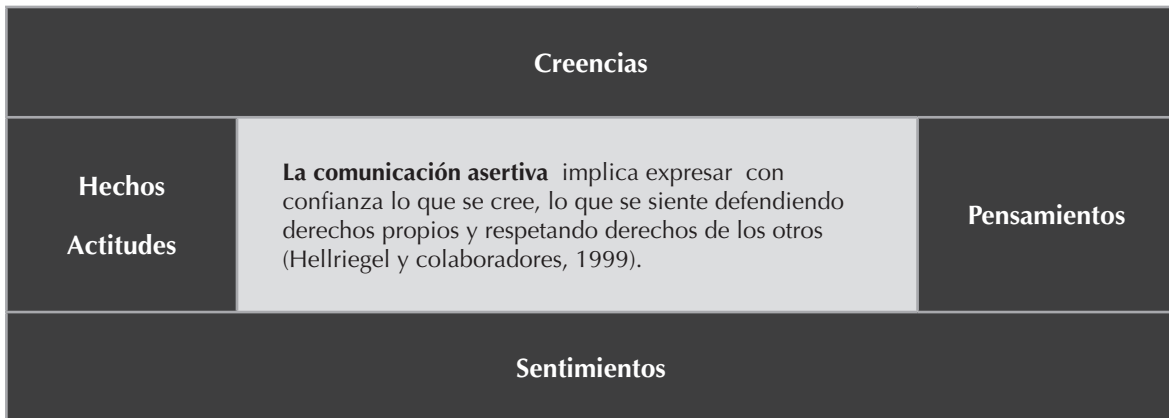 Creencias
Hechos
Actitudes
La comunicación asertiva implica expresar con
confianza lo que se cree, lo que se siente defendiendo
derechos propios y respetando derechos de los otros
(Hellriegel y colaboradores, 1999).
Pensamientos
Sentimientos